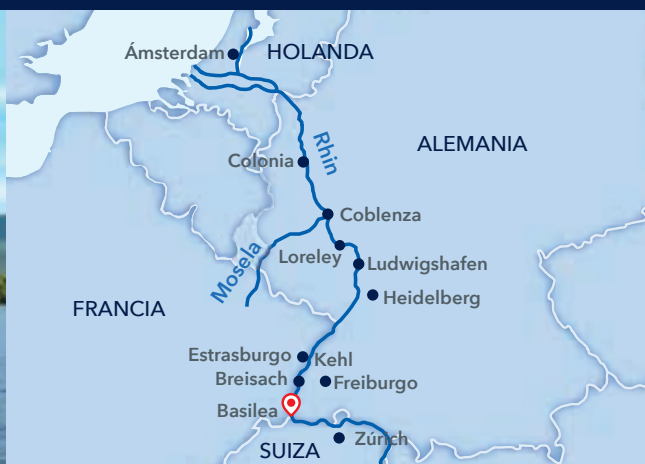 Ámsterdam
HOLANDA
Rhin
ALEMANIA
Colonia
Coblenza
Mosela
Loreley
Ludwigshafen
Heidelberg
FRANCIA
Estrasburgo
Kehl
Breisach
Freiburgo
Basilea
Zúrich
SUIZA